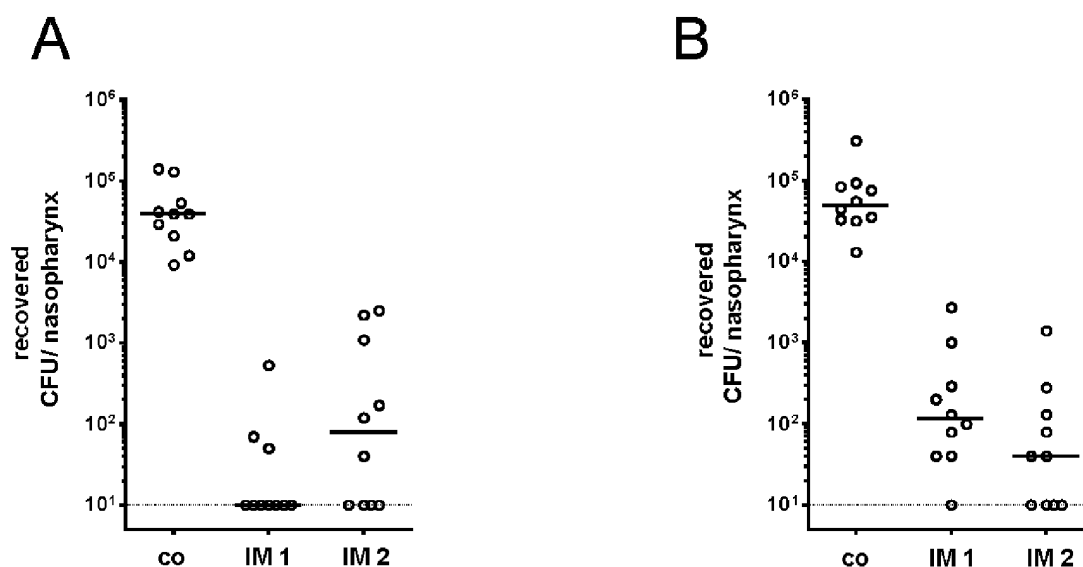 A
recovered
CFU/ nasopharynx
10⁶
10⁵
10⁴
10³
10²
10¹
co IM 1 IM 2
B
recovered
CFU/ nasopharynx
10⁶
10⁵
10⁴
10³
10²
10¹
co IM 1 IM 2